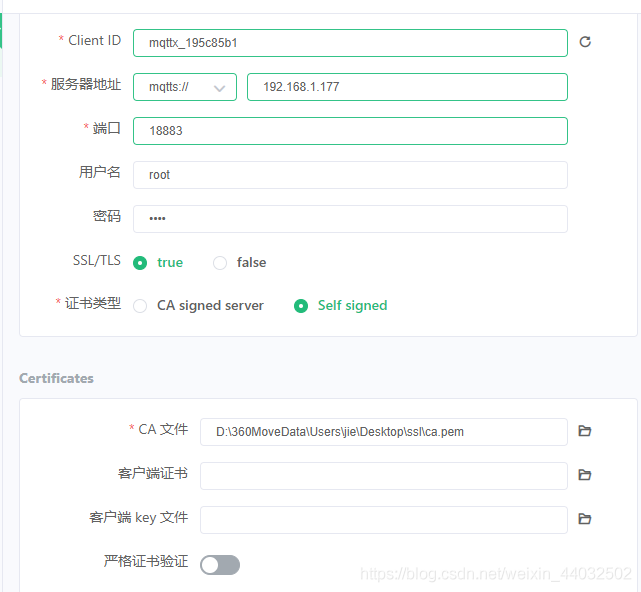 * Client ID mqttx_195c85b1
* 服务器地址 mqtts:// 192.168.1.177
* 端口 18883
用户名 root
密码 ••••
SSL/TLS true false
* 证书类型 CA signed server Self signed
Certificates
* CA 文件 D:\360MoveData\Users\jie\Desktop\ssl\ca.pem
客户端证书
客户端 key 文件
严格证书验证
https://blog.csdn.net/weixin_44032502